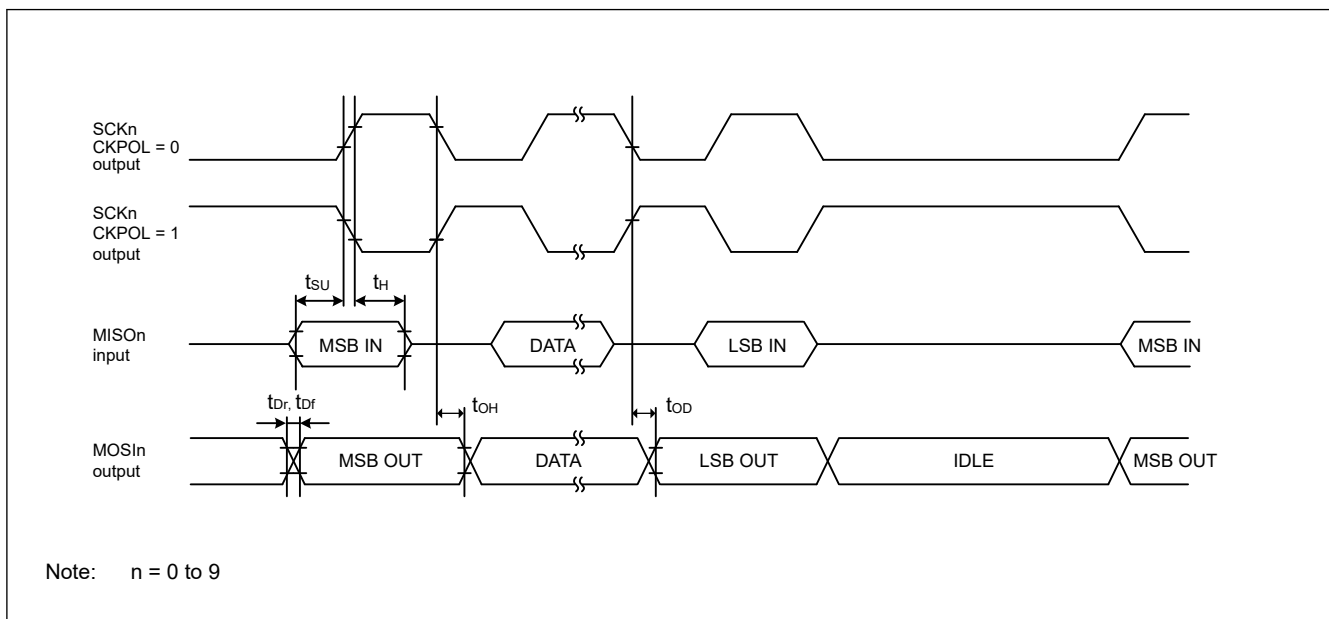 SCKn
CKPOL = 0
output
SCKn
CKPOL = 1
output
tSU
tH
MISOn
input
MSB IN
DATA
LSB IN
MSB IN
tDr, tDf
tOH
tOD
MOSIn
output
MSB OUT
DATA
LSB OUT
IDLE
MSB OUT
Note: n = 0 to 9